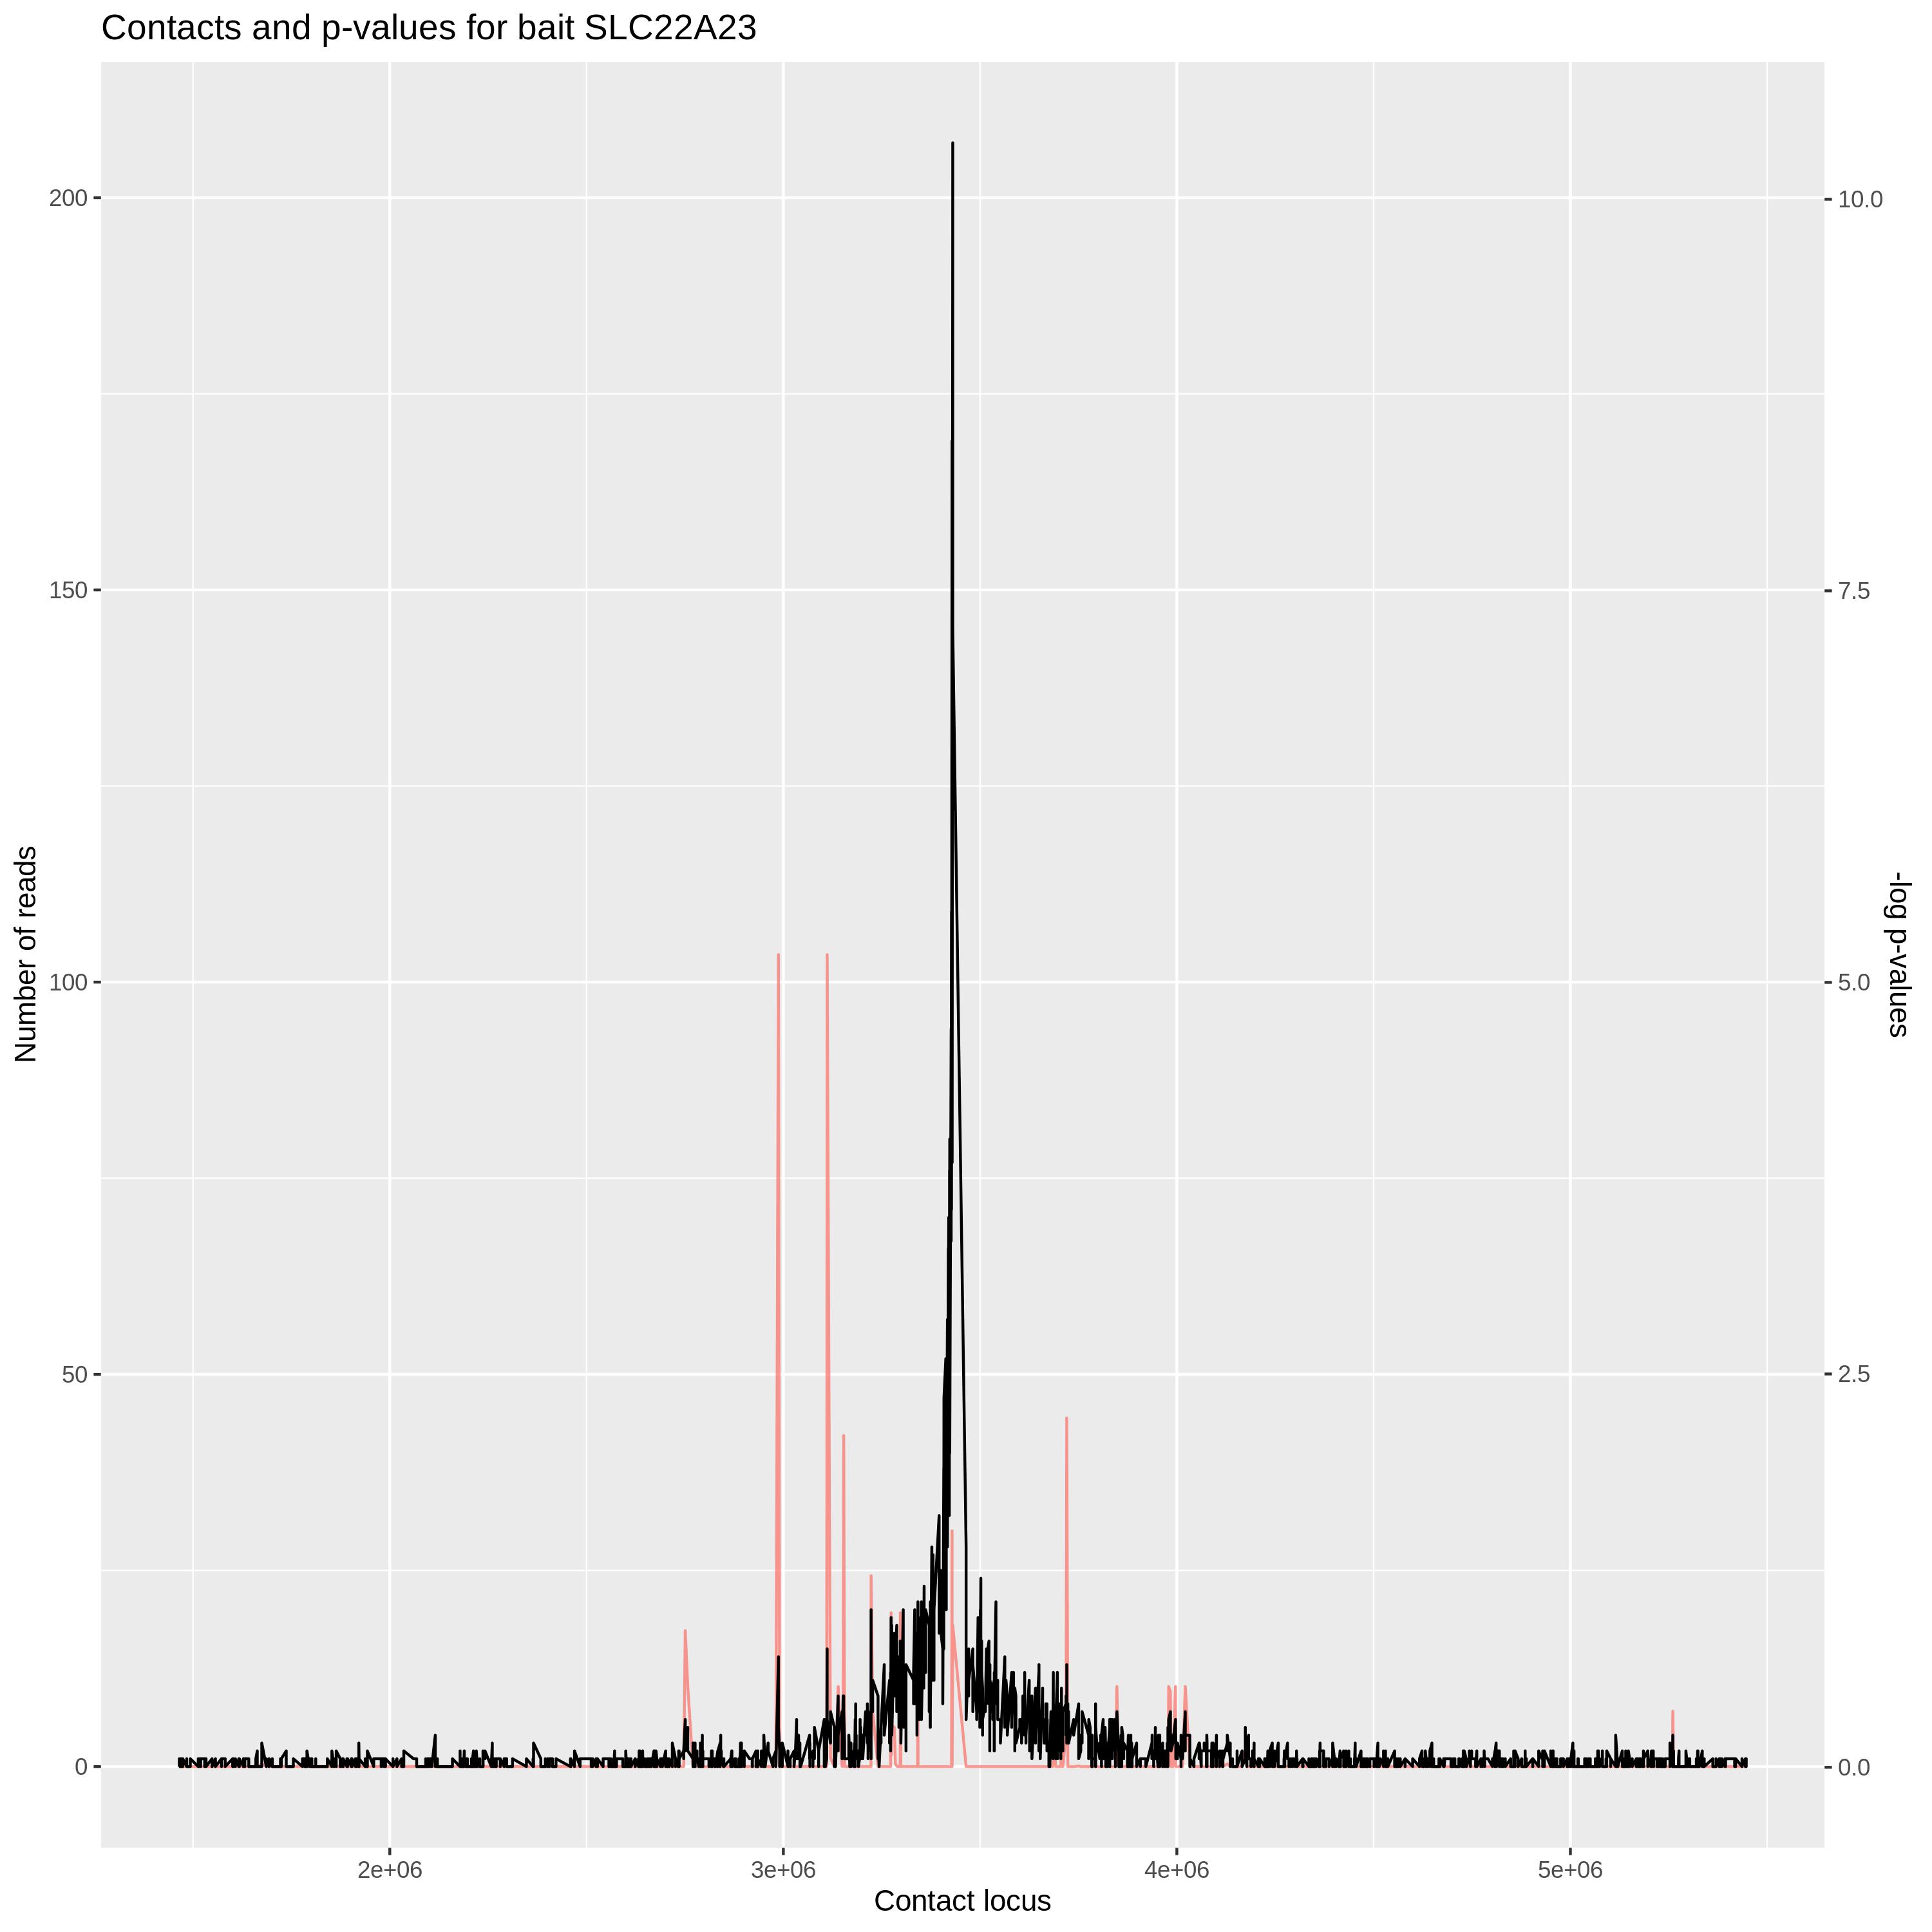 Contacts and p-values for bait SLC22A23
200
150
100
50
0
Number of reads
10.0
7.5
5.0
2.5
0.0
-log p-values
2e+06
3e+06
4e+06
5e+06
Contact locus